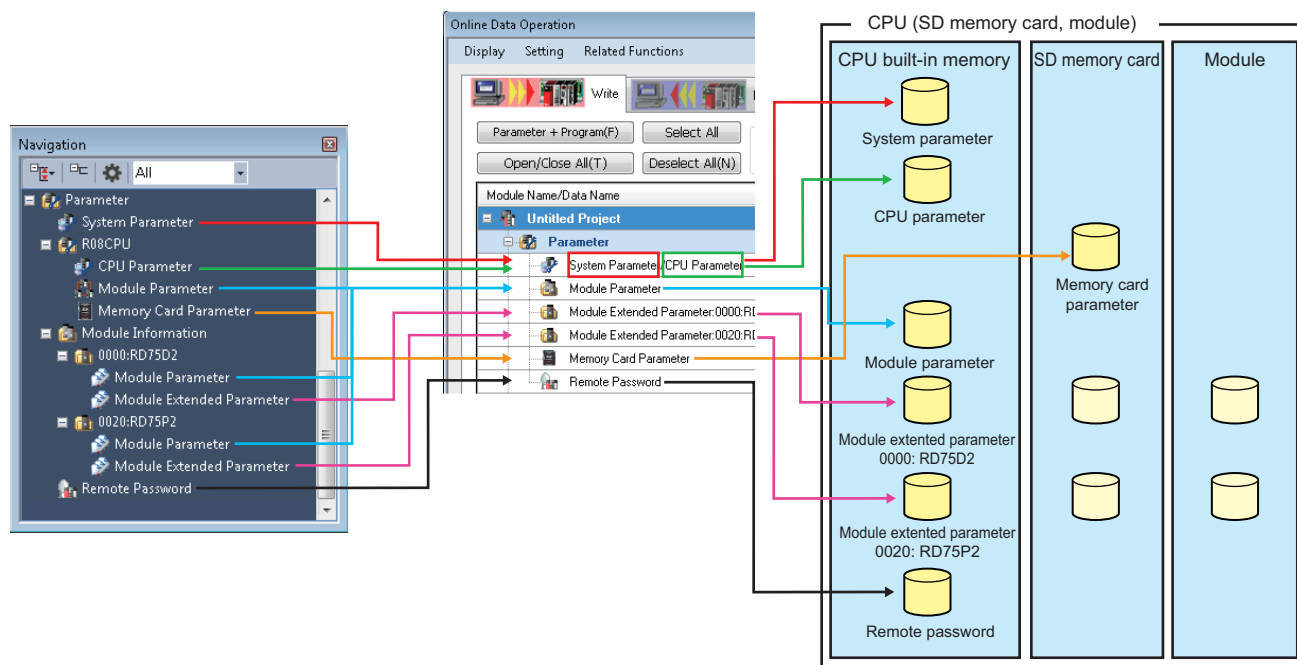 Navigation
All
Parameter
System Parameter
R08CPU
CPU Parameter
Module Parameter
Memory Card Parameter
Module Information
0000:RD75D2
Module Parameter
Module Extended Parameter
0020:RD75P2
Module Parameter
Module Extended Parameter
Remote Password
Online Data Operation
Display Setting Related Functions
Write
Parameter + Program(F) Select All
Open/Close All(T) Deselect All(N)
Module Name/Data Name
Untitled Project
Parameter
System Parameter/CPU Parameter
Module Parameter
Module Extended Parameter:0000:RD
Module Extended Parameter:0020:RD
Memory Card Parameter
Remote Password
CPU (SD memory card, module)
CPU built-in memory
System parameter
CPU parameter
Module parameter
Module extented parameter
0000: RD75D2
Module extented parameter
0020: RD75P2
Remote password
SD memory card
Memory card
parameter
Module